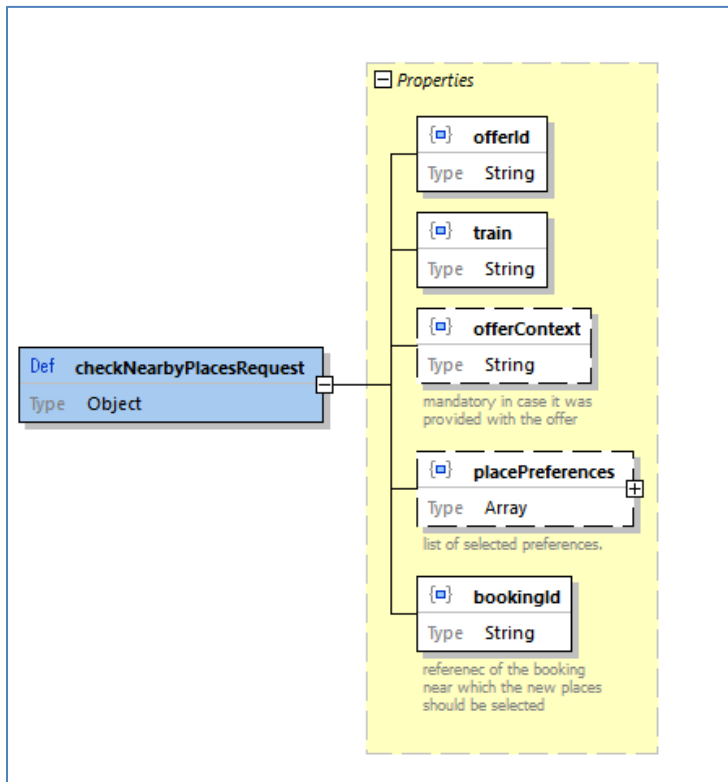 Properties
offerId
Type String
train
Type String
offerContext
Type String
mandatory in case it was
provided with the offer
Def checkNearbyPlacesRequest
Type Object
placePreferences
Type Array
list of selected preferences.
bookingId
Type String
referenec of the booking
near which the new places
should be selected